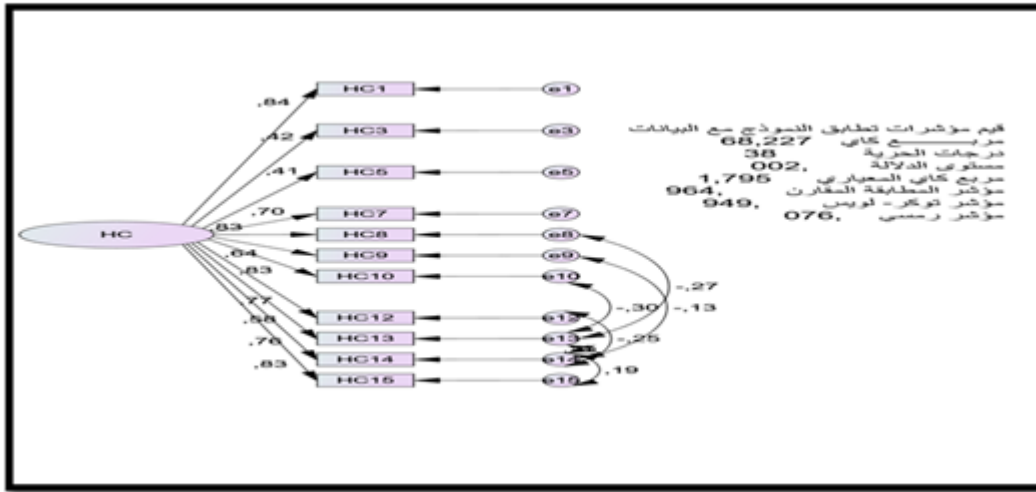 HC
HC1
HC3
HC5
HC7
HC8
HC9
HC10
HC12
HC13
HC14
HC15
e1
e3
e5
e7
e8
e9
e10
e12
e13
e14
e15
,84
,42
,41
,70
,83
,64
,83
,77
,58
,76
,83
-,27
-,30
-,13
-,25
,19
قيم مؤشرات تطابق النموذج مع البيانات
مربـــــع كاي 68,227
درجات الحرية 38
مستوى الدلالة ,002
مربع كاي المعياري 1,795
مؤشر المطابقة المقارن ,964
مؤشر توكر- لويس ,949
مؤشر رمسي ,076